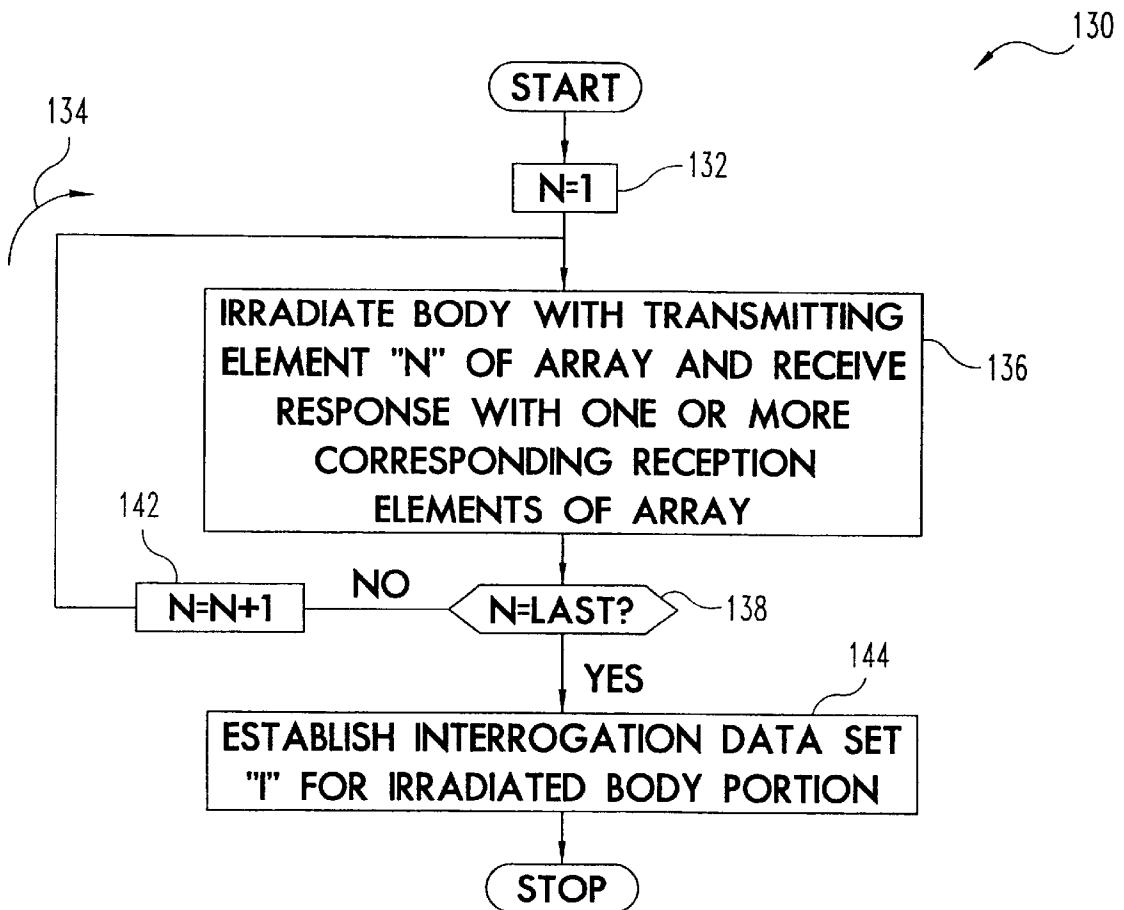 130
START
134
N=1
132
IRRADIATE BODY WITH TRANSMITTING
ELEMENT "N" OF ARRAY AND RECEIVE
RESPONSE WITH ONE OR MORE
CORRESPONDING RECEPTION
ELEMENTS OF ARRAY
136
142
N=N+1
NO
N=LAST?
138
YES
144
ESTABLISH INTERROGATION DATA SET
"I" FOR IRRADIATED BODY PORTION
STOP